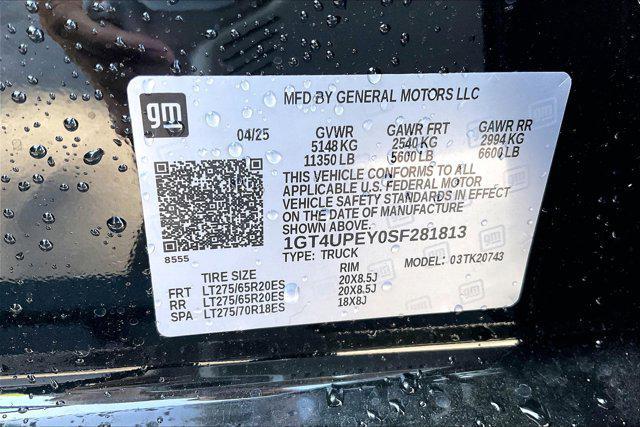 gm
MFD BY GENERAL MOTORS LLC
04/25 GVWR GAWR FRT GAWR RR
5148 KG 2540 KG 2994 KG
11350 LB 5600 LB 6600 LB
THIS VEHICLE CONFORMS TO ALL
APPLICABLE U.S. FEDERAL MOTOR
VEHICLE SAFETY STANDARDS IN EFFECT
ON THE DATE OF MANUFACTURE
SHOWN ABOVE.
1GT4UPEY0SF281813
8555
TYPE: TRUCK MODEL: 03TK20743
TIRE SIZE RIM
FRT LT275/65R20ES 20X8.5J
RR LT275/65R20ES 20X8.5J
SPA LT275/70R18ES 18X8J